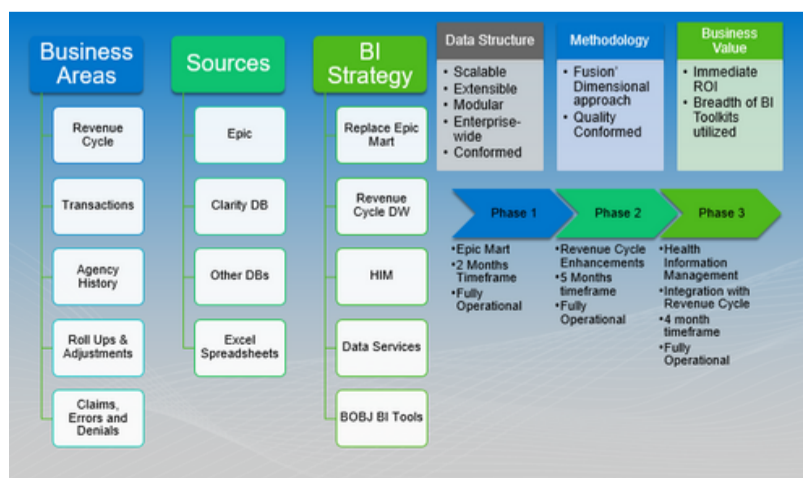 Business
Areas
Revenue
Cycle
Transactions
Agency
History
Roll Ups &
Adjustments
Claims,
Errors and
Denials
Sources
Epic
Clarity DB
Other DBs
Excel
Spreadsheets
BI
Strategy
Replace Epic
Mart
Revenue
Cycle DW
HIM
Data Services
BOBJ BI Tools
Data Structure
• Scalable
• Extensible
• Modular
• Enterprise-
wide
• Conformed
Methodology
• Fusion'
Dimensional
approach
• Quality
Conformed
Business
Value
• Immediate
ROI
• Breadth of BI
Toolkits
utilized
Phase 1
•Epic Mart
•2 Months
Timeframe
•Fully
Operational
Phase 2
•Revenue Cycle
Enhancements
•5 Months
timeframe
•Fully
Operational
Phase 3
•Health
Information
Management
•Integration with
Revenue Cycle
•4 month
timeframe
•Fully
Operational